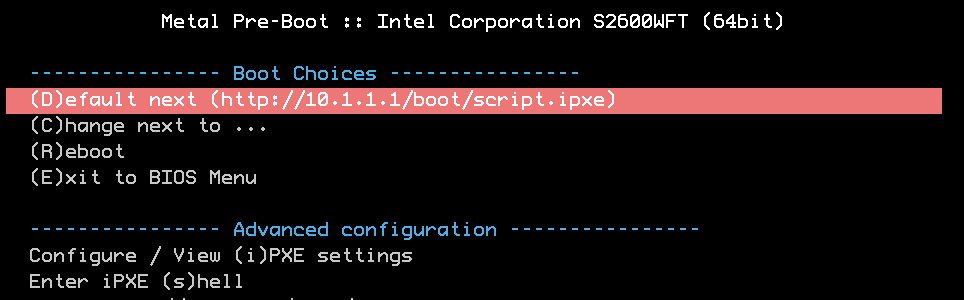 Metal Pre-Boot :: Intel Corporation S2600WFT (64bit)
---------------- Boot Choices ----------------
(D)efault next (http://10.1.1.1/boot/script.ipxe)
(C)hange next to ...
(R)eboot
(E)xit to BIOS Menu
---------------- Advanced configuration ----------------
Configure / View (i)PXE settings
Enter iPXE (s)hell